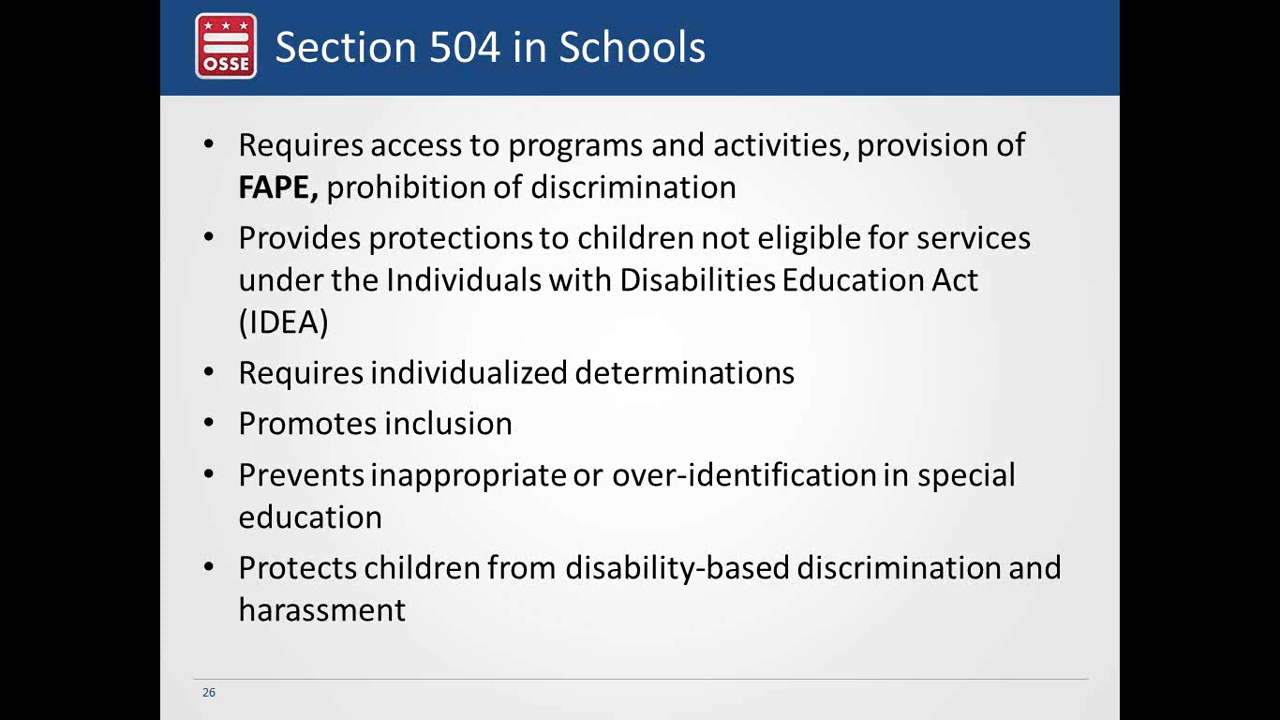 OSSE
Section 504 in Schools
• Requires access to programs and activities, provision of
FAPE, prohibition of discrimination
• Provides protections to children not eligible for services
under the Individuals with Disabilities Education Act
(IDEA)
• Requires individualized determinations
• Promotes inclusion
• Prevents inappropriate or over-identification in special
education
• Protects children from disability-based discrimination and
harassment
26